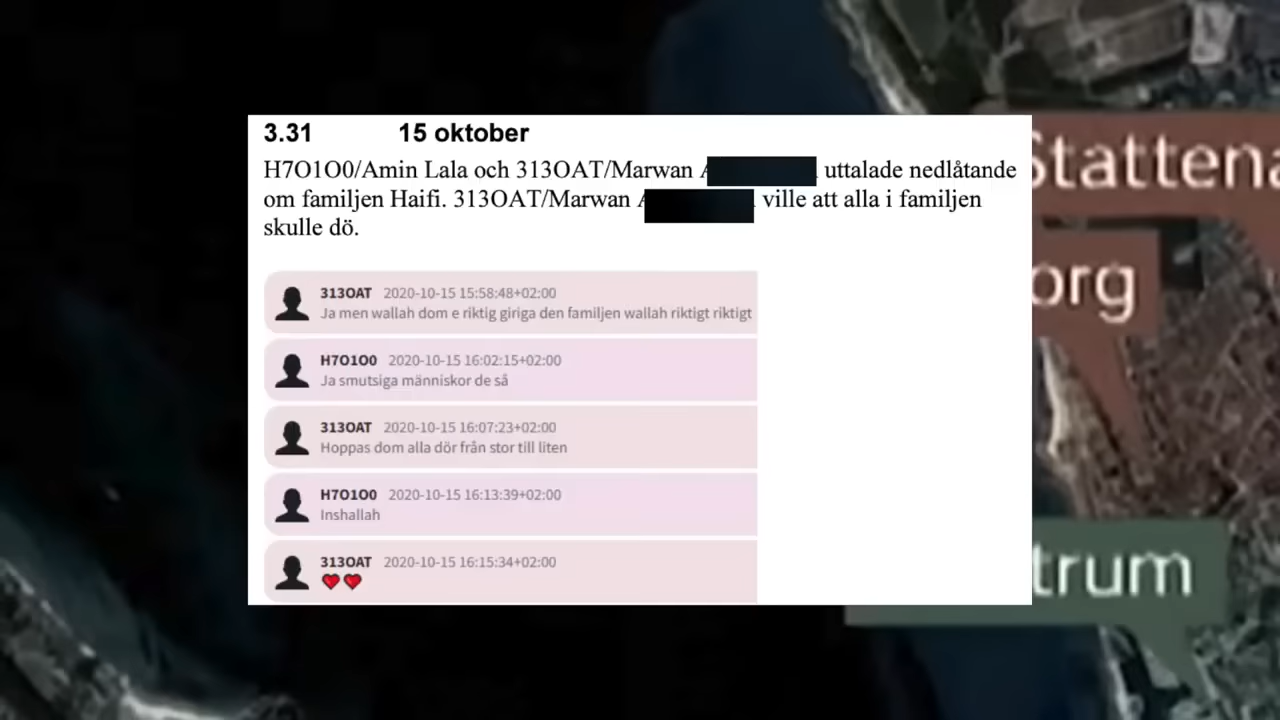 3.31 15 oktober
H7O1O0/Amin Lala och 313OAT/Marwan uttalade nedlåtande
om familjen Haifi. 313OAT/Marwan ville att alla i familjen
skulle dö.
313OAT 2020-10-15 15:58:48+02:00
Ja men wallah dom e riktig giriga den familjen wallah riktigt riktigt
H7O1O0 2020-10-15 16:02:15+02:00
Ja smutsiga människor de så
313OAT 2020-10-15 16:07:23+02:00
Hoppas dom alla dör från stor till liten
H7O1O0 2020-10-15 16:13:39+02:00
Inshallah
313OAT 2020-10-15 16:15:34+02:00
❤❤
Stattena
org
trum